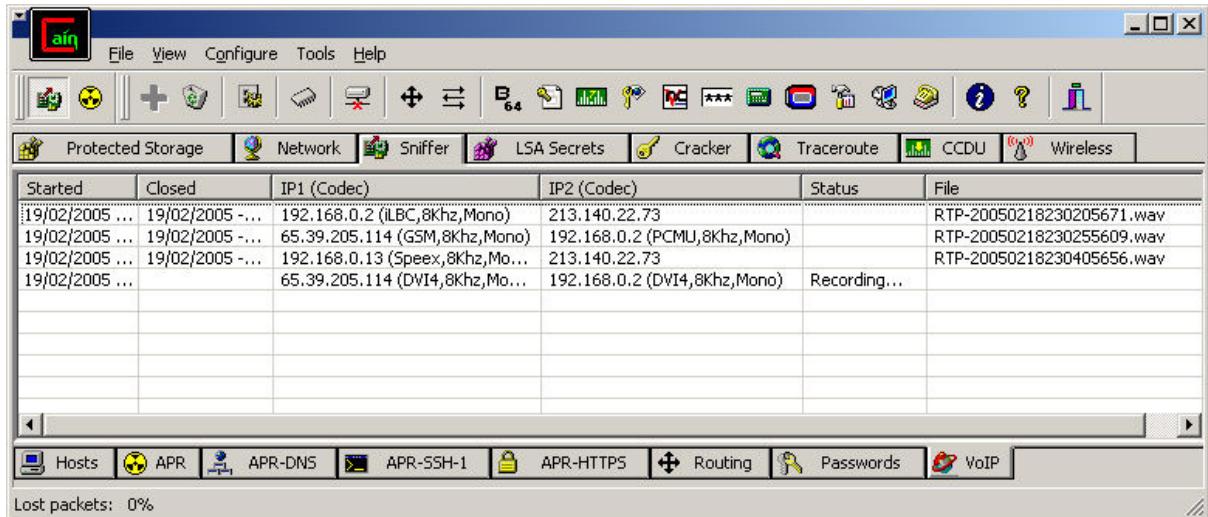 Cain
File View Configure Tools Help
B64
Protected Storage Network Sniffer LSA Secrets Cracker Traceroute CCDU Wireless
Started Closed IP1 (Codec) IP2 (Codec) Status File
19/02/2005 ... 19/02/2005 -... 192.168.0.2 (iLBC,8Khz,Mono) 213.140.22.73 RTP-20050218230205671.wav
19/02/2005 ... 19/02/2005 -... 65.39.205.114 (GSM,8Khz,Mono) 192.168.0.2 (PCMU,8Khz,Mono) RTP-20050218230255609.wav
19/02/2005 ... 19/02/2005 -... 192.168.0.13 (Speex,8Khz,Mo... 213.140.22.73 RTP-20050218230405656.wav
19/02/2005 ... 65.39.205.114 (DVI4,8Khz,Mo... 192.168.0.2 (DVI4,8Khz,Mono) Recording...
Hosts APR APR-DNS APR-SSH-1 APR-HTTPS Routing Passwords VoIP
Lost packets: 0%